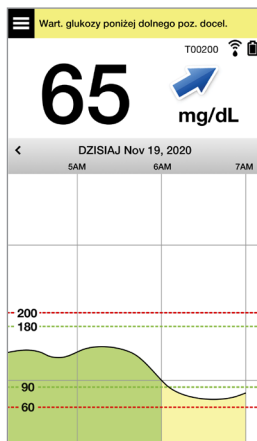 Wart. glukozy poniżej dolnego poz. docel.
T00200
65
mg/dL
DZISIAJ Nov 19, 2020
5AM 6AM 7AM
200
180
90
60